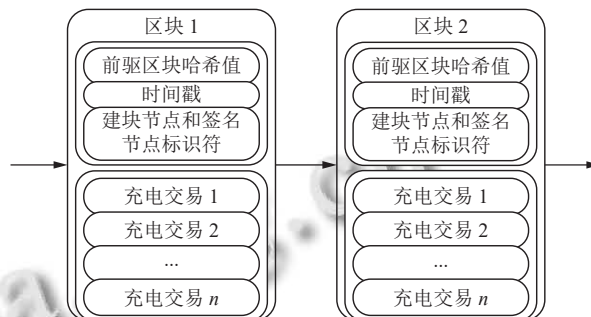 区块 1
前驱区块哈希值
时间戳
建块节点和签名
节点标识符
充电交易 1
充电交易 2
...
充电交易 n
区块 2
前驱区块哈希值
时间戳
建块节点和签名
节点标识符
充电交易 1
充电交易 2
...
充电交易 n